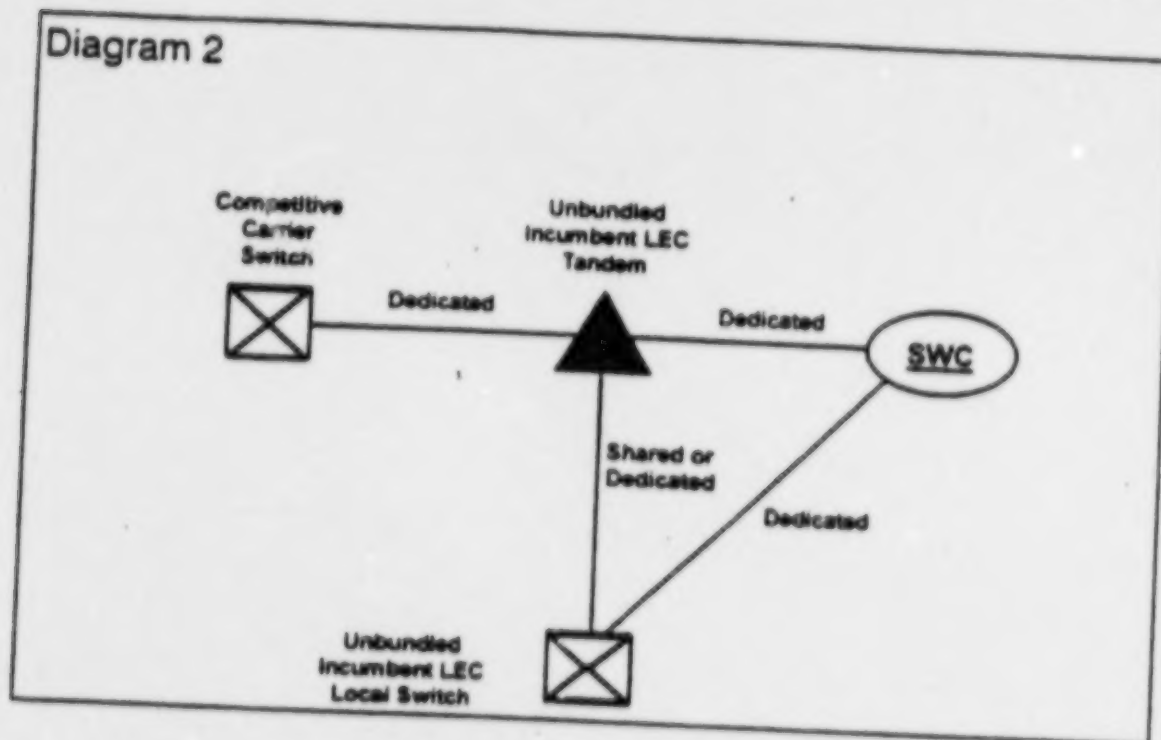 Diagram 2
Competitive
Carrier
Switch
Unbundled
Incumbent LEC
Tandem
Dedicated
Dedicated
SWC
Shared or
Dedicated
Dedicated
Unbundled
Incumbent LEC
Local Switch